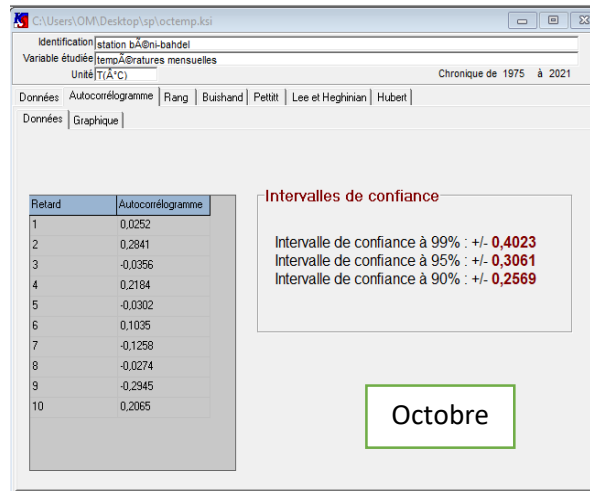 C:\Users\OM\Desktop\sp\octemp.ksi
Identification station bÃ©ni-bahdel
Variable étudiée tempÃ©ratures mensuelles
Unité T(Â°C) Chronique de 1975 à 2021
Données Autocorrélogramme Rang Buishand Pettitt Lee et Heghinian Hubert
Données Graphique
Retard Autocorrélogramme
1 0,0252
2 0,2841
3 -0,0356
4 0,2184
5 -0,0302
6 0,1035
7 -0,1258
8 -0,0274
9 -0,2945
10 0,2065
Intervalles de confiance
Intervalle de confiance à 99% : +/- 0,4023
Intervalle de confiance à 95% : +/- 0,3061
Intervalle de confiance à 90% : +/- 0,2569
Octobre